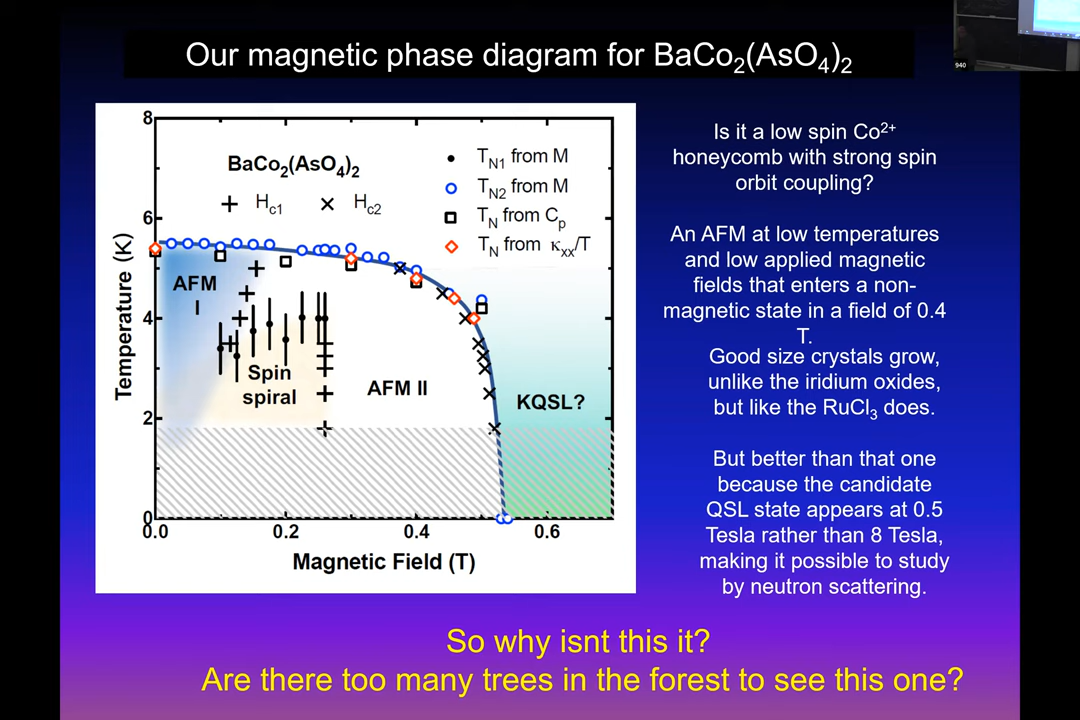 Our magnetic phase diagram for BaCo₂(AsO₄)₂
940
8
6
4
2
0
0.0
0.2
0.4
0.6
Temperature (K)
Magnetic Field (T)
BaCo₂(AsO₄)₂
+ H_c1
× H_c2
T_N1 from M
T_N2 from M
T_N from C_p
T_N from κ_xx/T
AFM
I
Spin
spiral
AFM II
KQSL?
Is it a low spin Co²⁺
honeycomb with strong spin
orbit coupling?
An AFM at low temperatures
and low applied magnetic
fields that enters a non-
magnetic state in a field of 0.4
T.
Good size crystals grow,
unlike the iridium oxides,
but like the RuCl₃ does.
But better than that one
because the candidate
QSL state appears at 0.5
Tesla rather than 8 Tesla,
making it possible to study
by neutron scattering.
So why isnt this it?
Are there too many trees in the forest to see this one?